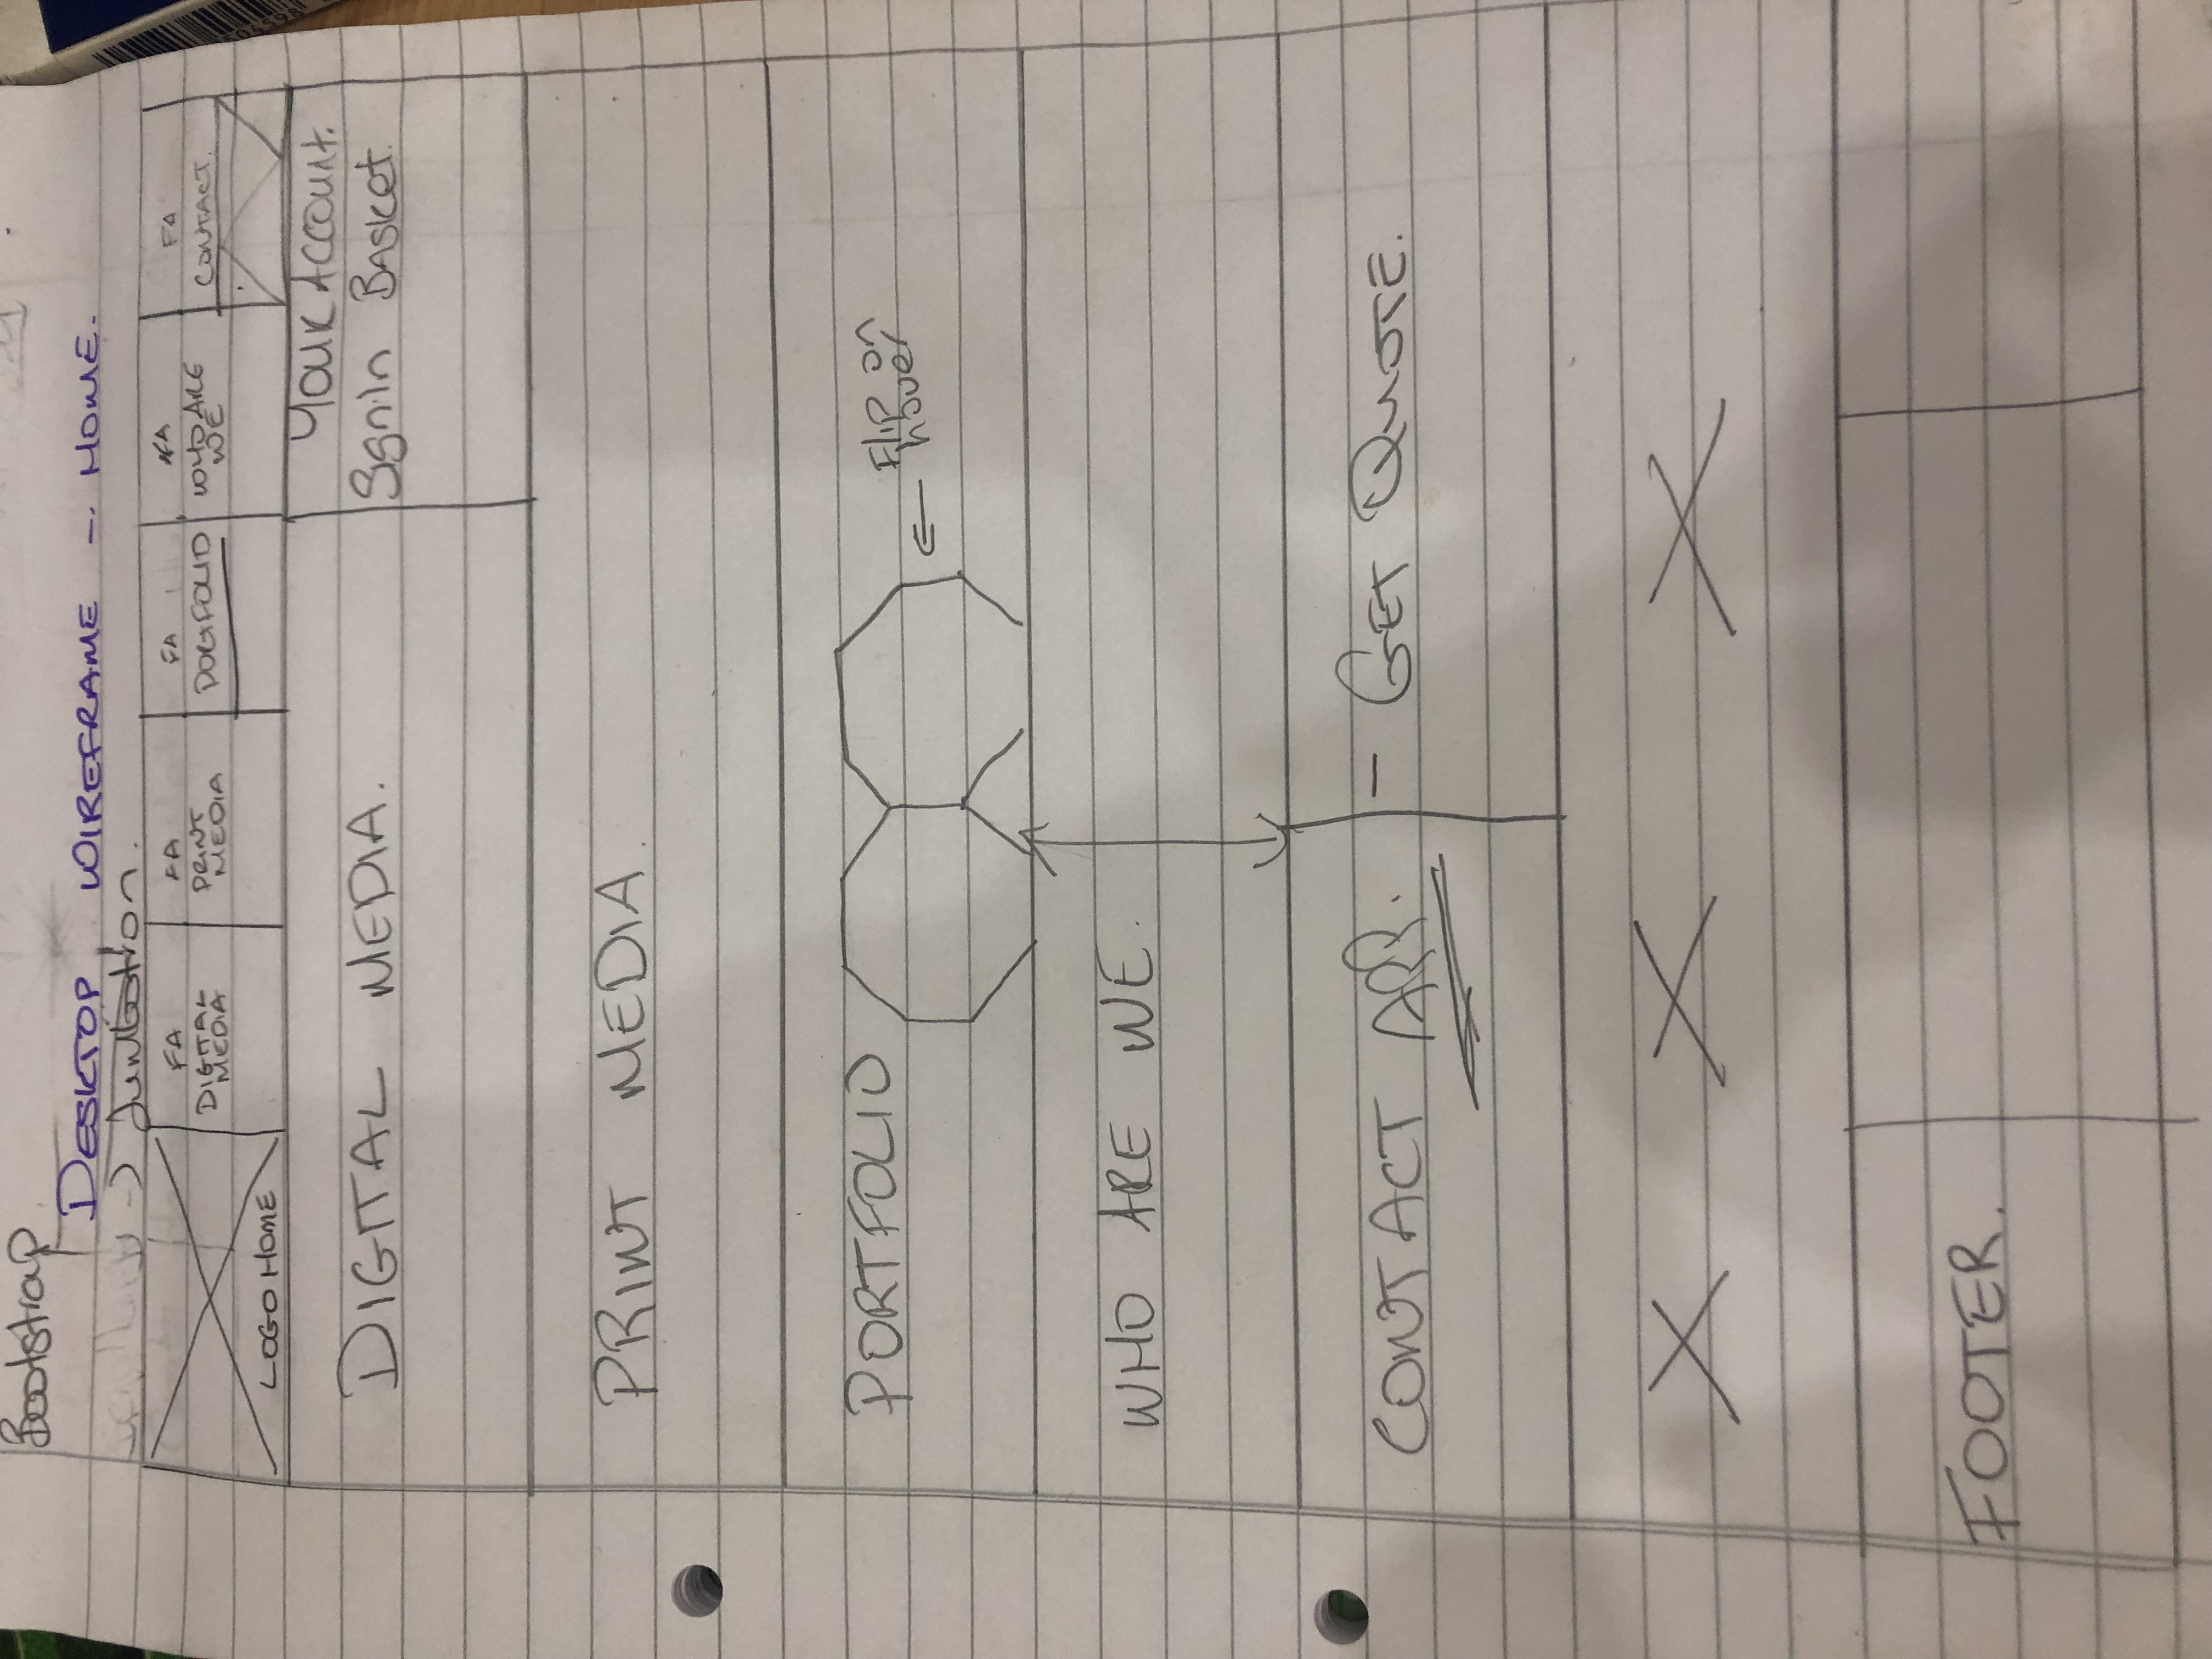 Bootstrap
DESKTOP WIREFRAME - HOME.
-> Jumbotron.
FA
DIGITAL
MEDIA
FA
PRINT
MEDIA
FA
PORTFOLIO
FA
WHO ARE
WE
FA
CONTACT.
LOGO HOME
YOUR ACCOUNT.
DIGITAL MEDIA.
Sgn.In BASKet.
PRINT MEDIA.
PORTFOLIO
Flip on
hover
WHO ARE WE.
CONTACT APP. - GET QUOTE.
FOOTER.